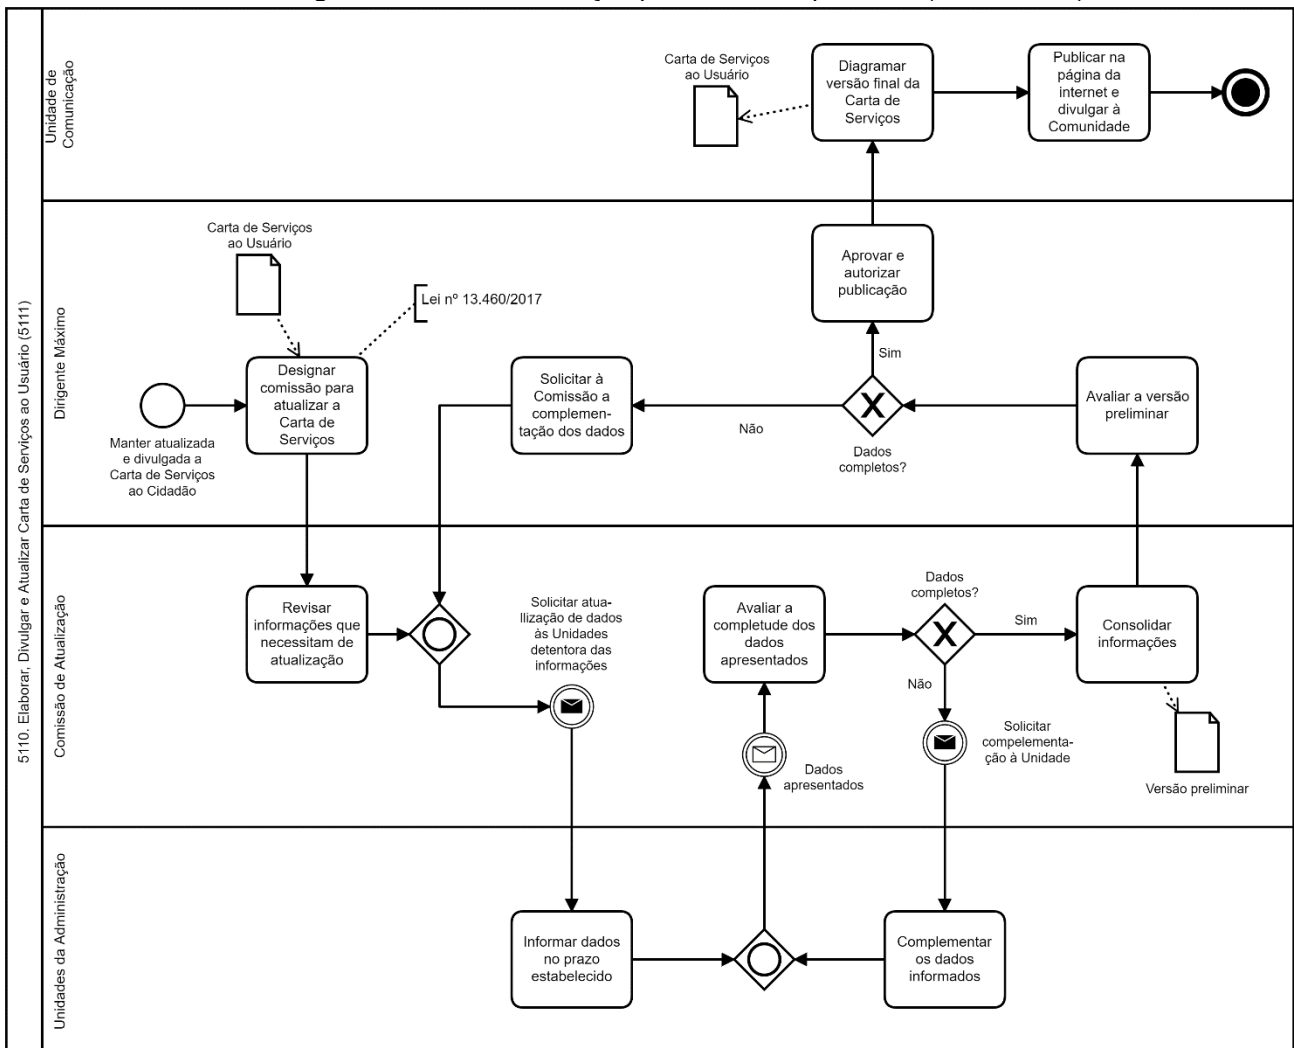 5110. Elaborar, Divulgar e Atualizar Carta de Serviços ao Usuário (5111)
Unidade de
Comunicação
Carta de Serviços
ao Usuário
Diagramar
versão final da
Carta de
Serviços
Publicar na
página da
internet e
divulgar à
Comunidade
Dirigente Máximo
Carta de Serviços
ao Usuário
Lei nº 13.460/2017
Aprovar e
autorizar
publicação
Sim
Manter atualizada
e divulgada a
Carta de Serviços
ao Cidadão
Designar
comissão para
atualizar a
Carta de
Serviços
Solicitar à
Comissão a
complemen-
tação dos dados
Não
X
Dados
completos?
Avaliar a versão
preliminar
Comissão de Atualização
Revisar
informações que
necessitam de
atualização
Solicitar atua-
llização de dados
às Unidades
detentora das
informações
Avaliar a
completude dos
dados
apresentados
Dados
apresentados
Dados
completos?
X
Sim
Não
Solicitar
compelementa-
ção à Unidade
Consolidar
informações
Versão preliminar
Unidades da Administração
Informar dados
no prazo
estabelecido
Complementar
os dados
informados